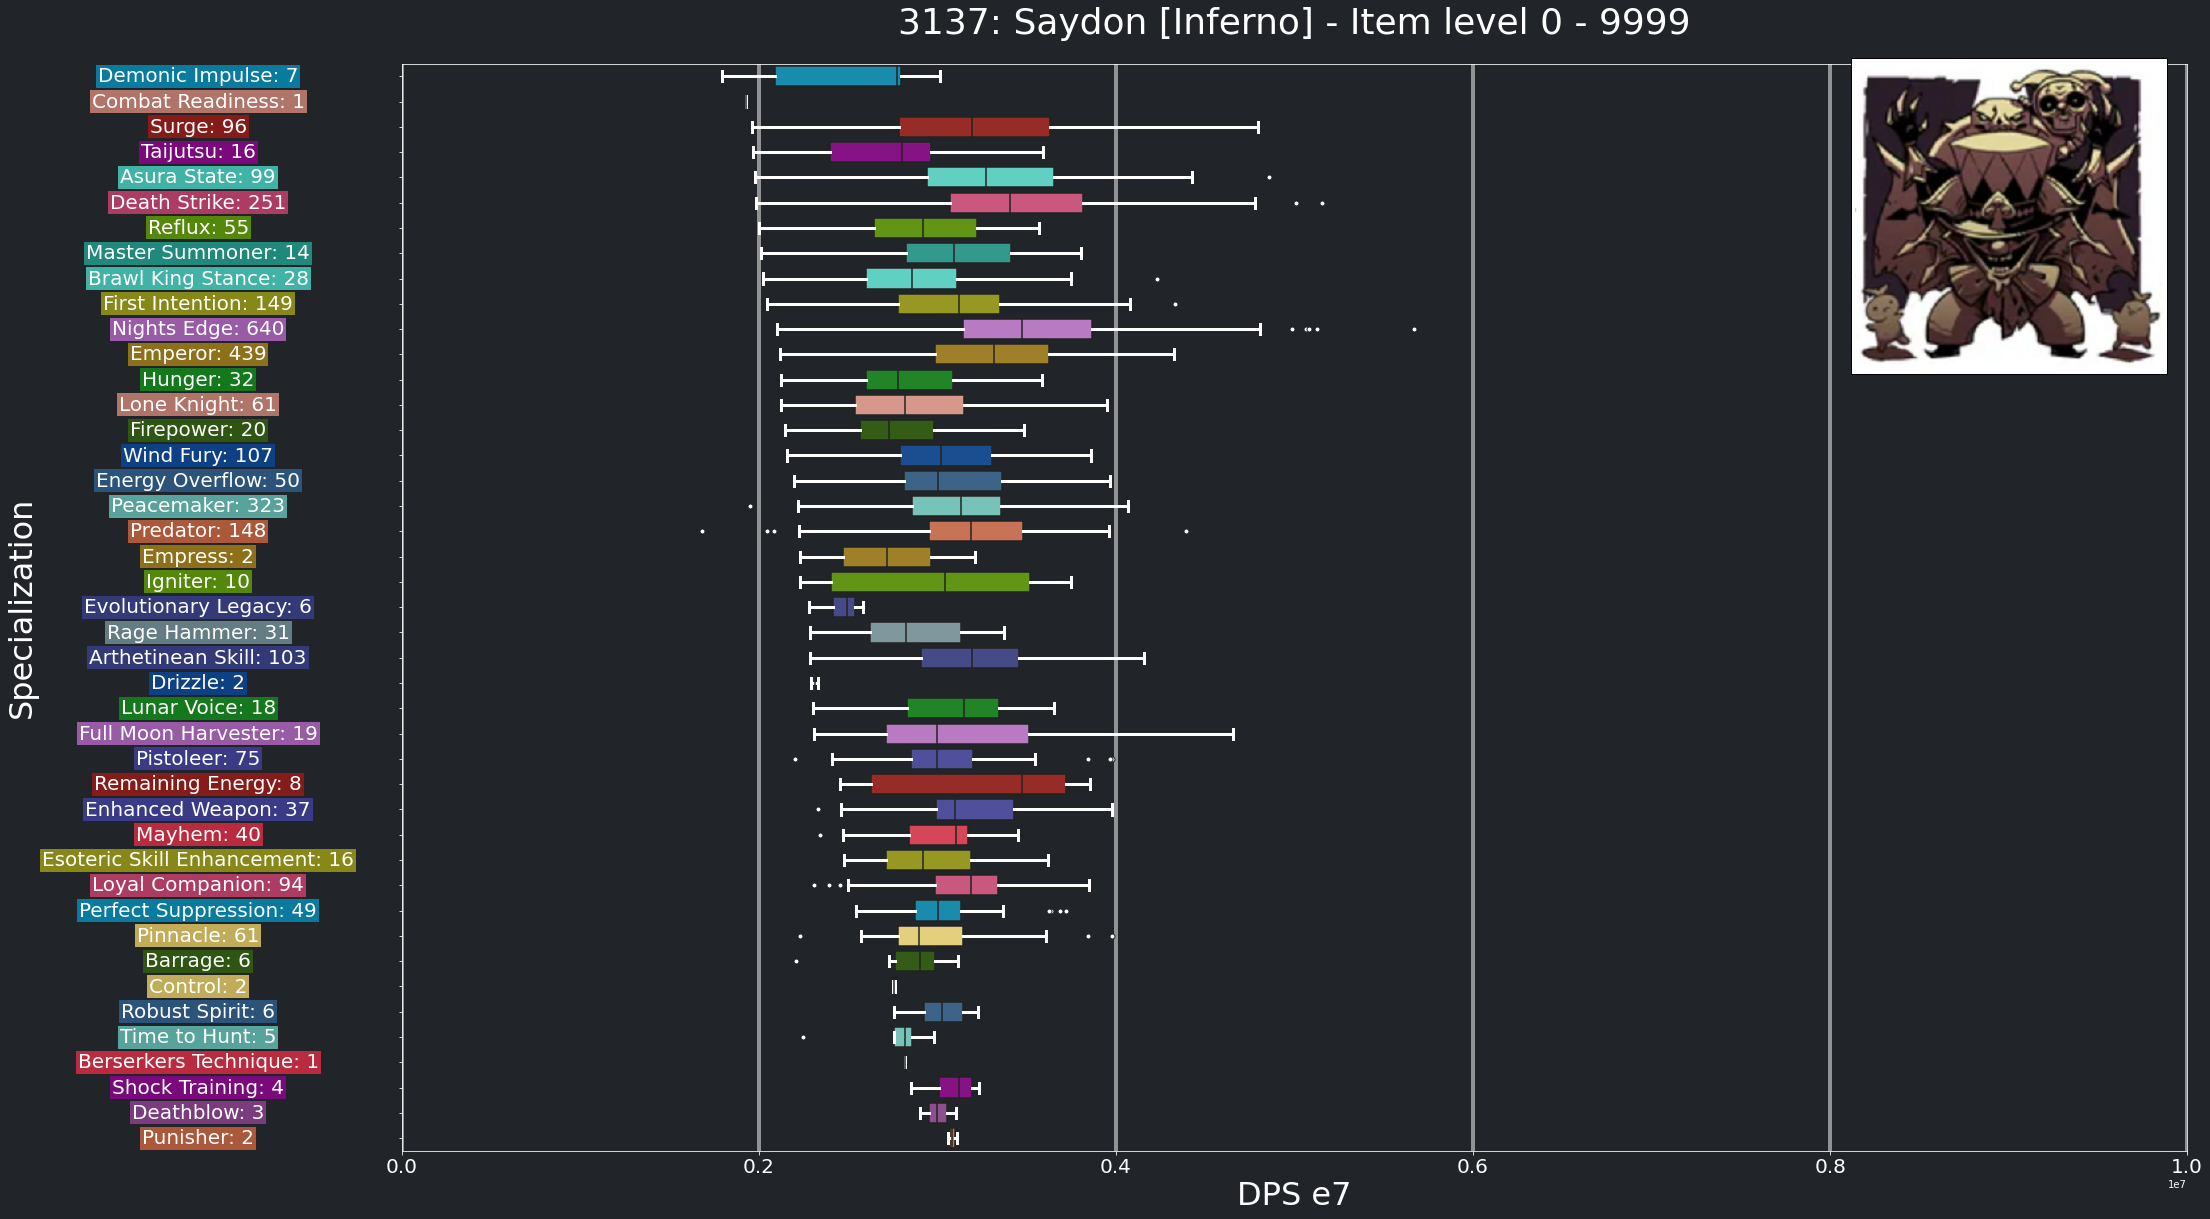 3137: Saydon [Inferno] - Item level 0 - 9999
Specialization
Demonic Impulse: 7
Combat Readiness: 1
Surge: 96
Taijutsu: 16
Asura State: 99
Death Strike: 251
Reflux: 55
Master Summoner: 14
Brawl King Stance: 28
First Intention: 149
Nights Edge: 640
Emperor: 439
Hunger: 32
Lone Knight: 61
Firepower: 20
Wind Fury: 107
Energy Overflow: 50
Peacemaker: 323
Predator: 148
Empress: 2
Igniter: 10
Evolutionary Legacy: 6
Rage Hammer: 31
Arthetinean Skill: 103
Drizzle: 2
Lunar Voice: 18
Full Moon Harvester: 19
Pistoleer: 75
Remaining Energy: 8
Enhanced Weapon: 37
Mayhem: 40
Esoteric Skill Enhancement: 16
Loyal Companion: 94
Perfect Suppression: 49
Pinnacle: 61
Barrage: 6
Control: 2
Robust Spirit: 6
Time to Hunt: 5
Berserkers Technique: 1
Shock Training: 4
Deathblow: 3
Punisher: 2
0.0 0.2 0.4 0.6 0.8 1.0
1e7
DPS e7